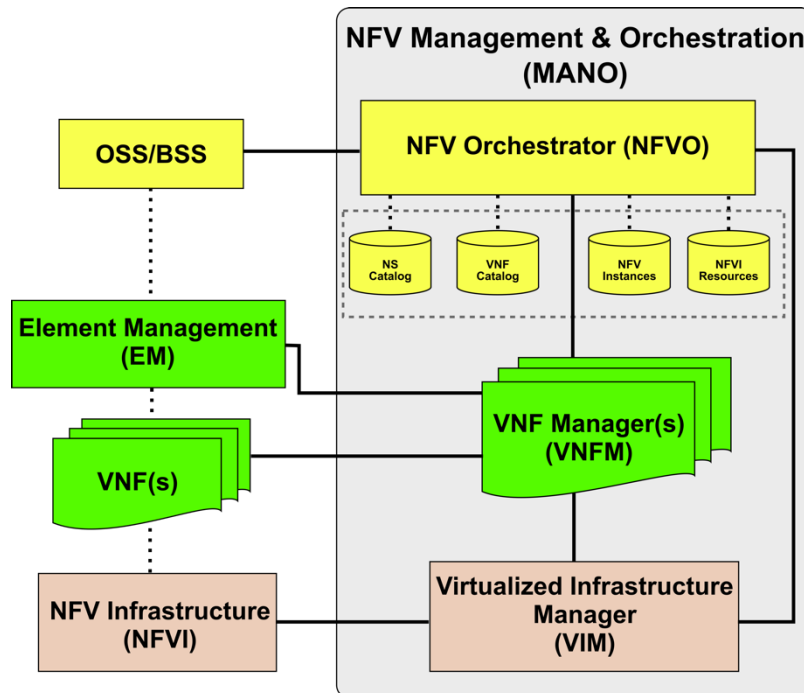 NFV Management & Orchestration
(MANO)
OSS/BSS
NFV Orchestrator (NFVO)
NS
Catalog
VNF
Catalog
NFV
Instances
NFVI
Resources
Element Management
(EM)
VNF Manager(s)
(VNFM)
VNF(s)
NFV Infrastructure
(NFVI)
Virtualized Infrastructure
Manager
(VIM)